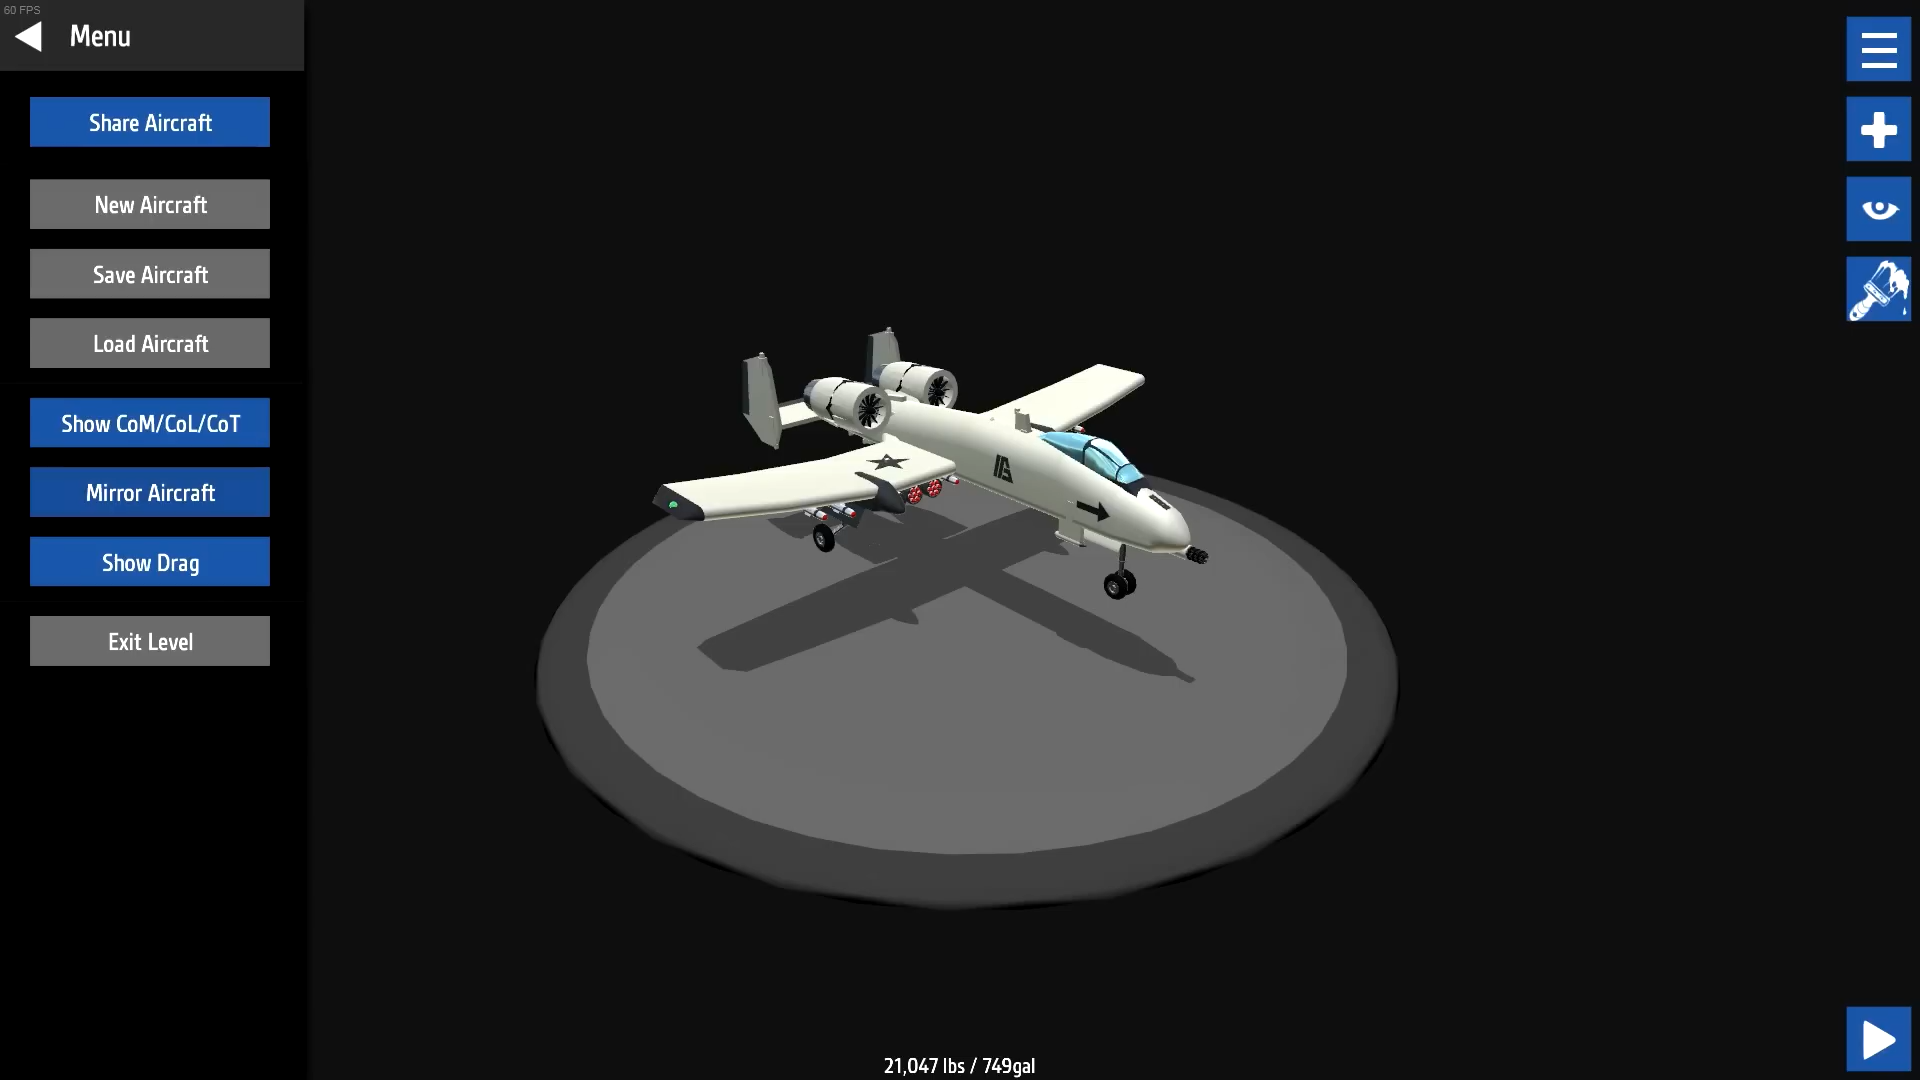 60 FPS
Menu
Share Aircraft
New Aircraft
Save Aircraft
Load Aircraft
Show CoM/CoL/CoT
Mirror Aircraft
Show Drag
Exit Level
21,047 lbs / 749gal